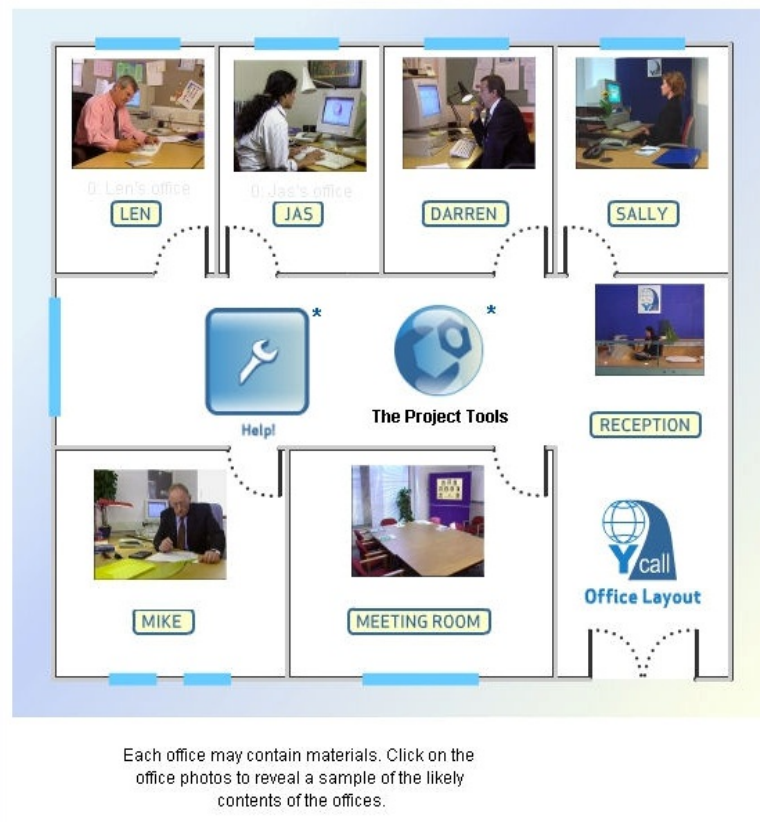 0: Len's office
0: Jas's office
LEN
JAS
DARREN
SALLY
*
*
Help!
The Project Tools
RECEPTION
MIKE
MEETING ROOM
Ycall
Office Layout
Each office may contain materials. Click on the
office photos to reveal a sample of the likely
contents of the offices.